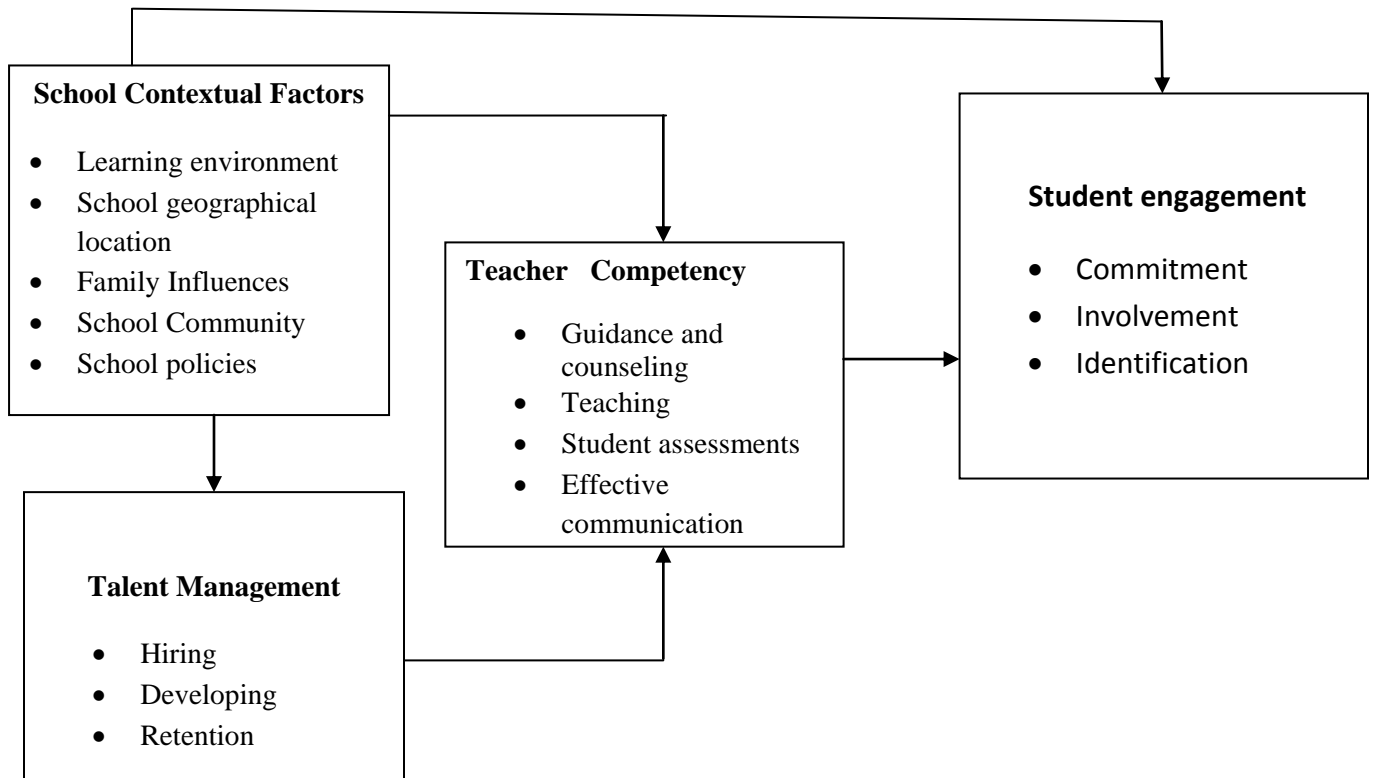 School Contextual Factors
• Learning environment
• School geographical
location
• Family Influences
• School Community
• School policies
Talent Management
• Hiring
• Developing
• Retention
Teacher Competency
• Guidance and
counseling
• Teaching
• Student assessments
• Effective
communication
Student engagement
• Commitment
• Involvement
• Identification